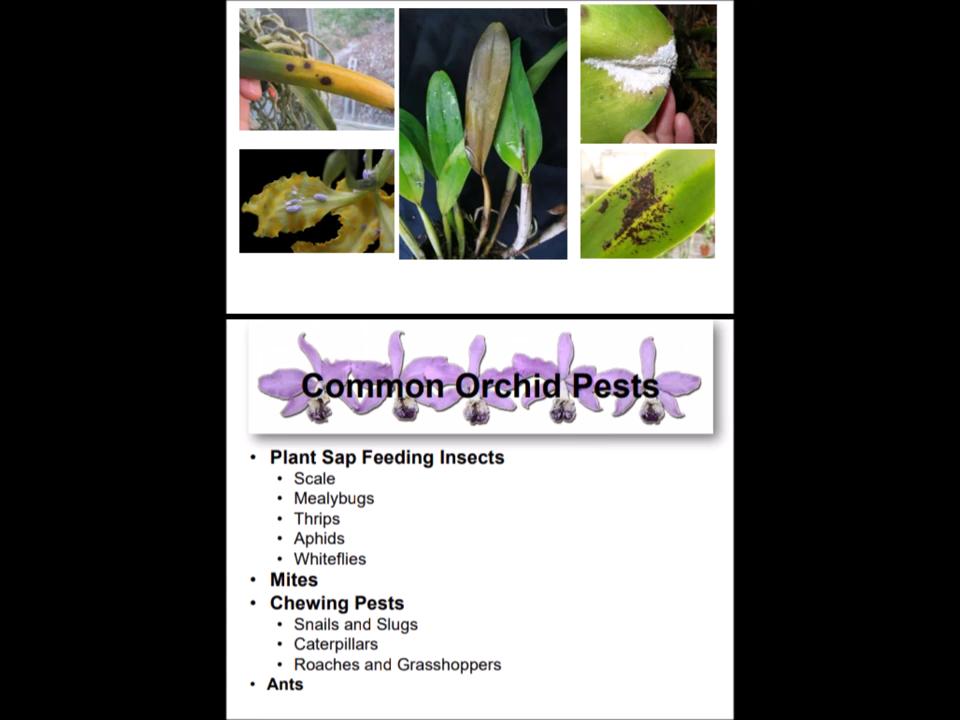 Common Orchid Pests
• Plant Sap Feeding Insects
• Scale
• Mealybugs
• Thrips
• Aphids
• Whiteflies
• Mites
• Chewing Pests
• Snails and Slugs
• Caterpillars
• Roaches and Grasshoppers
• Ants